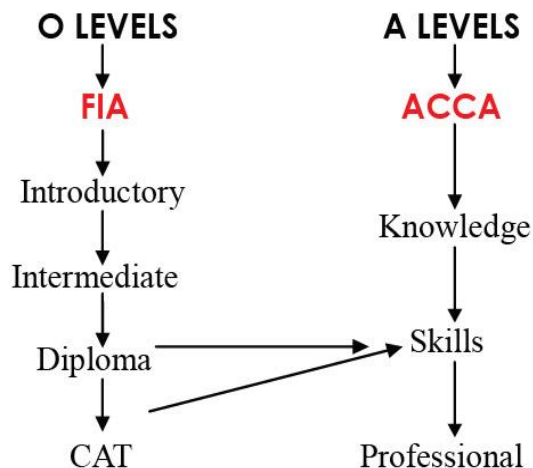 O LEVELS
FIA
Introductory
Intermediate
Diploma
CAT
A LEVELS
ACCA
Knowledge
Skills
Professional